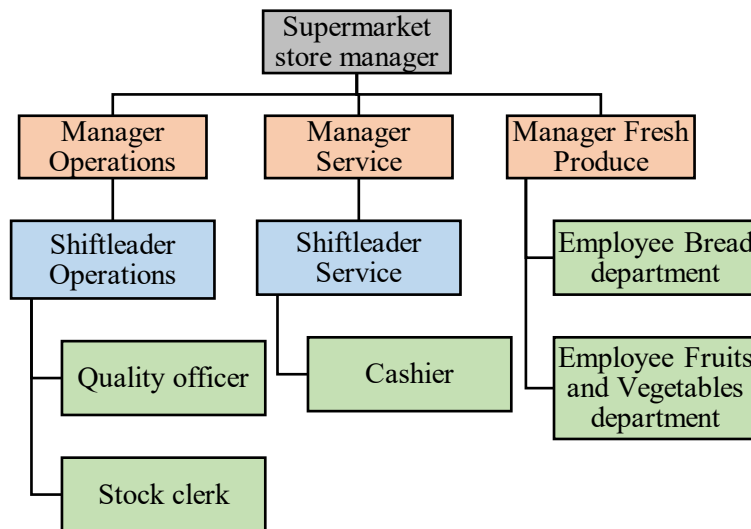 Supermarket
store manager
Manager
Operations
Manager
Service
Manager Fresh
Produce
Shiftleader
Operations
Shiftleader
Service
Employee Bread
department
Quality officer
Cashier
Employee Fruits
and Vegetables
department
Stock clerk